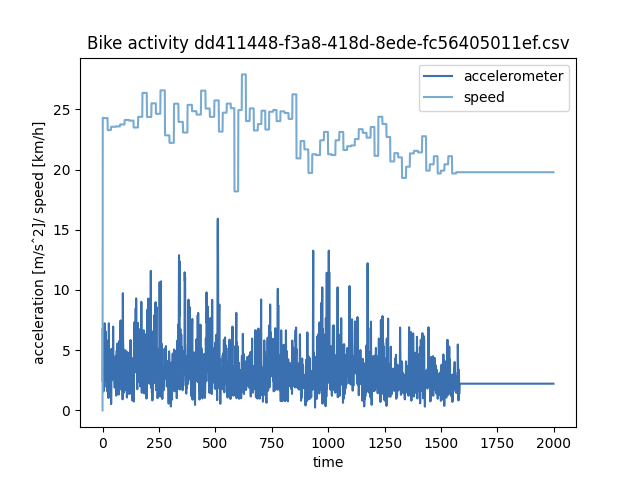 Bike activity dd411448-f3a8-418d-8ede-fc56405011ef.csv
accelerometer
speed
acceleration [m/s^2]/ speed [km/h]
25
20
15
10
5
0
0 250 500 750 1000 1250 1500 1750 2000
time